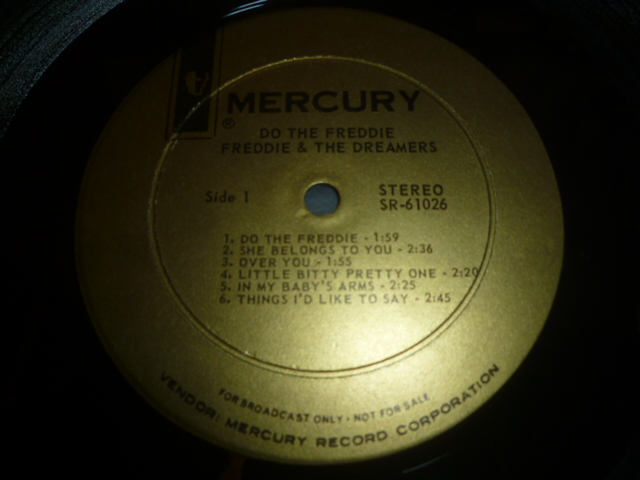 MERCURY
®
DO THE FREDDIE
FREDDIE & THE DREAMERS
Side 1
STEREO
SR-61026
1. DO THE FREDDIE - 1:59
2. SHE BELONGS TO YOU - 2:36
3. OVER YOU - 1:55
4. LITTLE BITTY PRETTY ONE - 2:20
5. IN MY BABY'S ARMS - 2:25
6. THINGS I'D LIKE TO SAY - 2:45
FOR BROADCAST ONLY • NOT FOR SALE
VENDOR: MERCURY RECORD CORPORATION